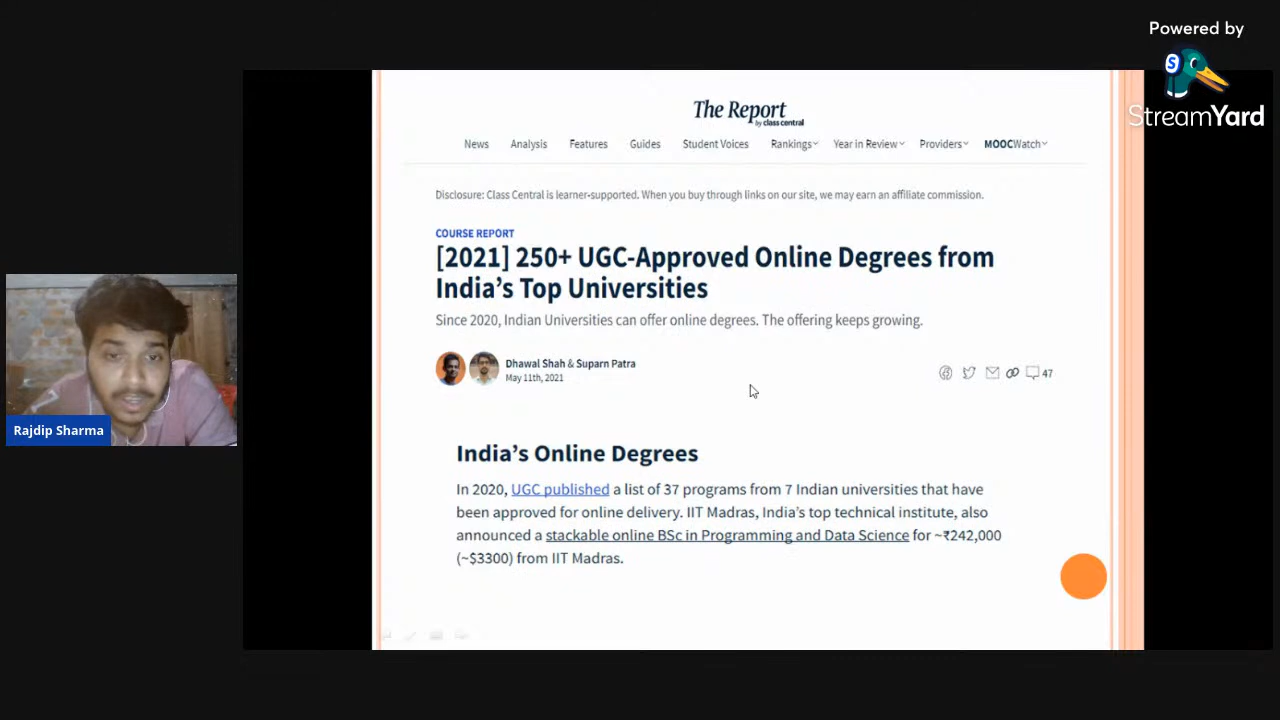 Powered by
StreamYard
The Report
by class central
News Analysis Features Guides Student Voices Rankings Year in Review Providers MOOCWatch
Disclosure: Class Central is learner-supported. When you buy through links on our site, we may earn an affiliate commission.
COURSE REPORT
[2021] 250+ UGC-Approved Online Degrees from
India's Top Universities
Since 2020, Indian Universities can offer online degrees. The offering keeps growing.
Dhawal Shah & Suparn Patra
May 11th, 2021
47
Rajdip Sharma
India's Online Degrees
In 2020, UGC published a list of 37 programs from 7 Indian universities that have
been approved for online delivery. IIT Madras, India's top technical institute, also
announced a stackable online BSc in Programming and Data Science for ~₹242,000
(~$3300) from IIT Madras.